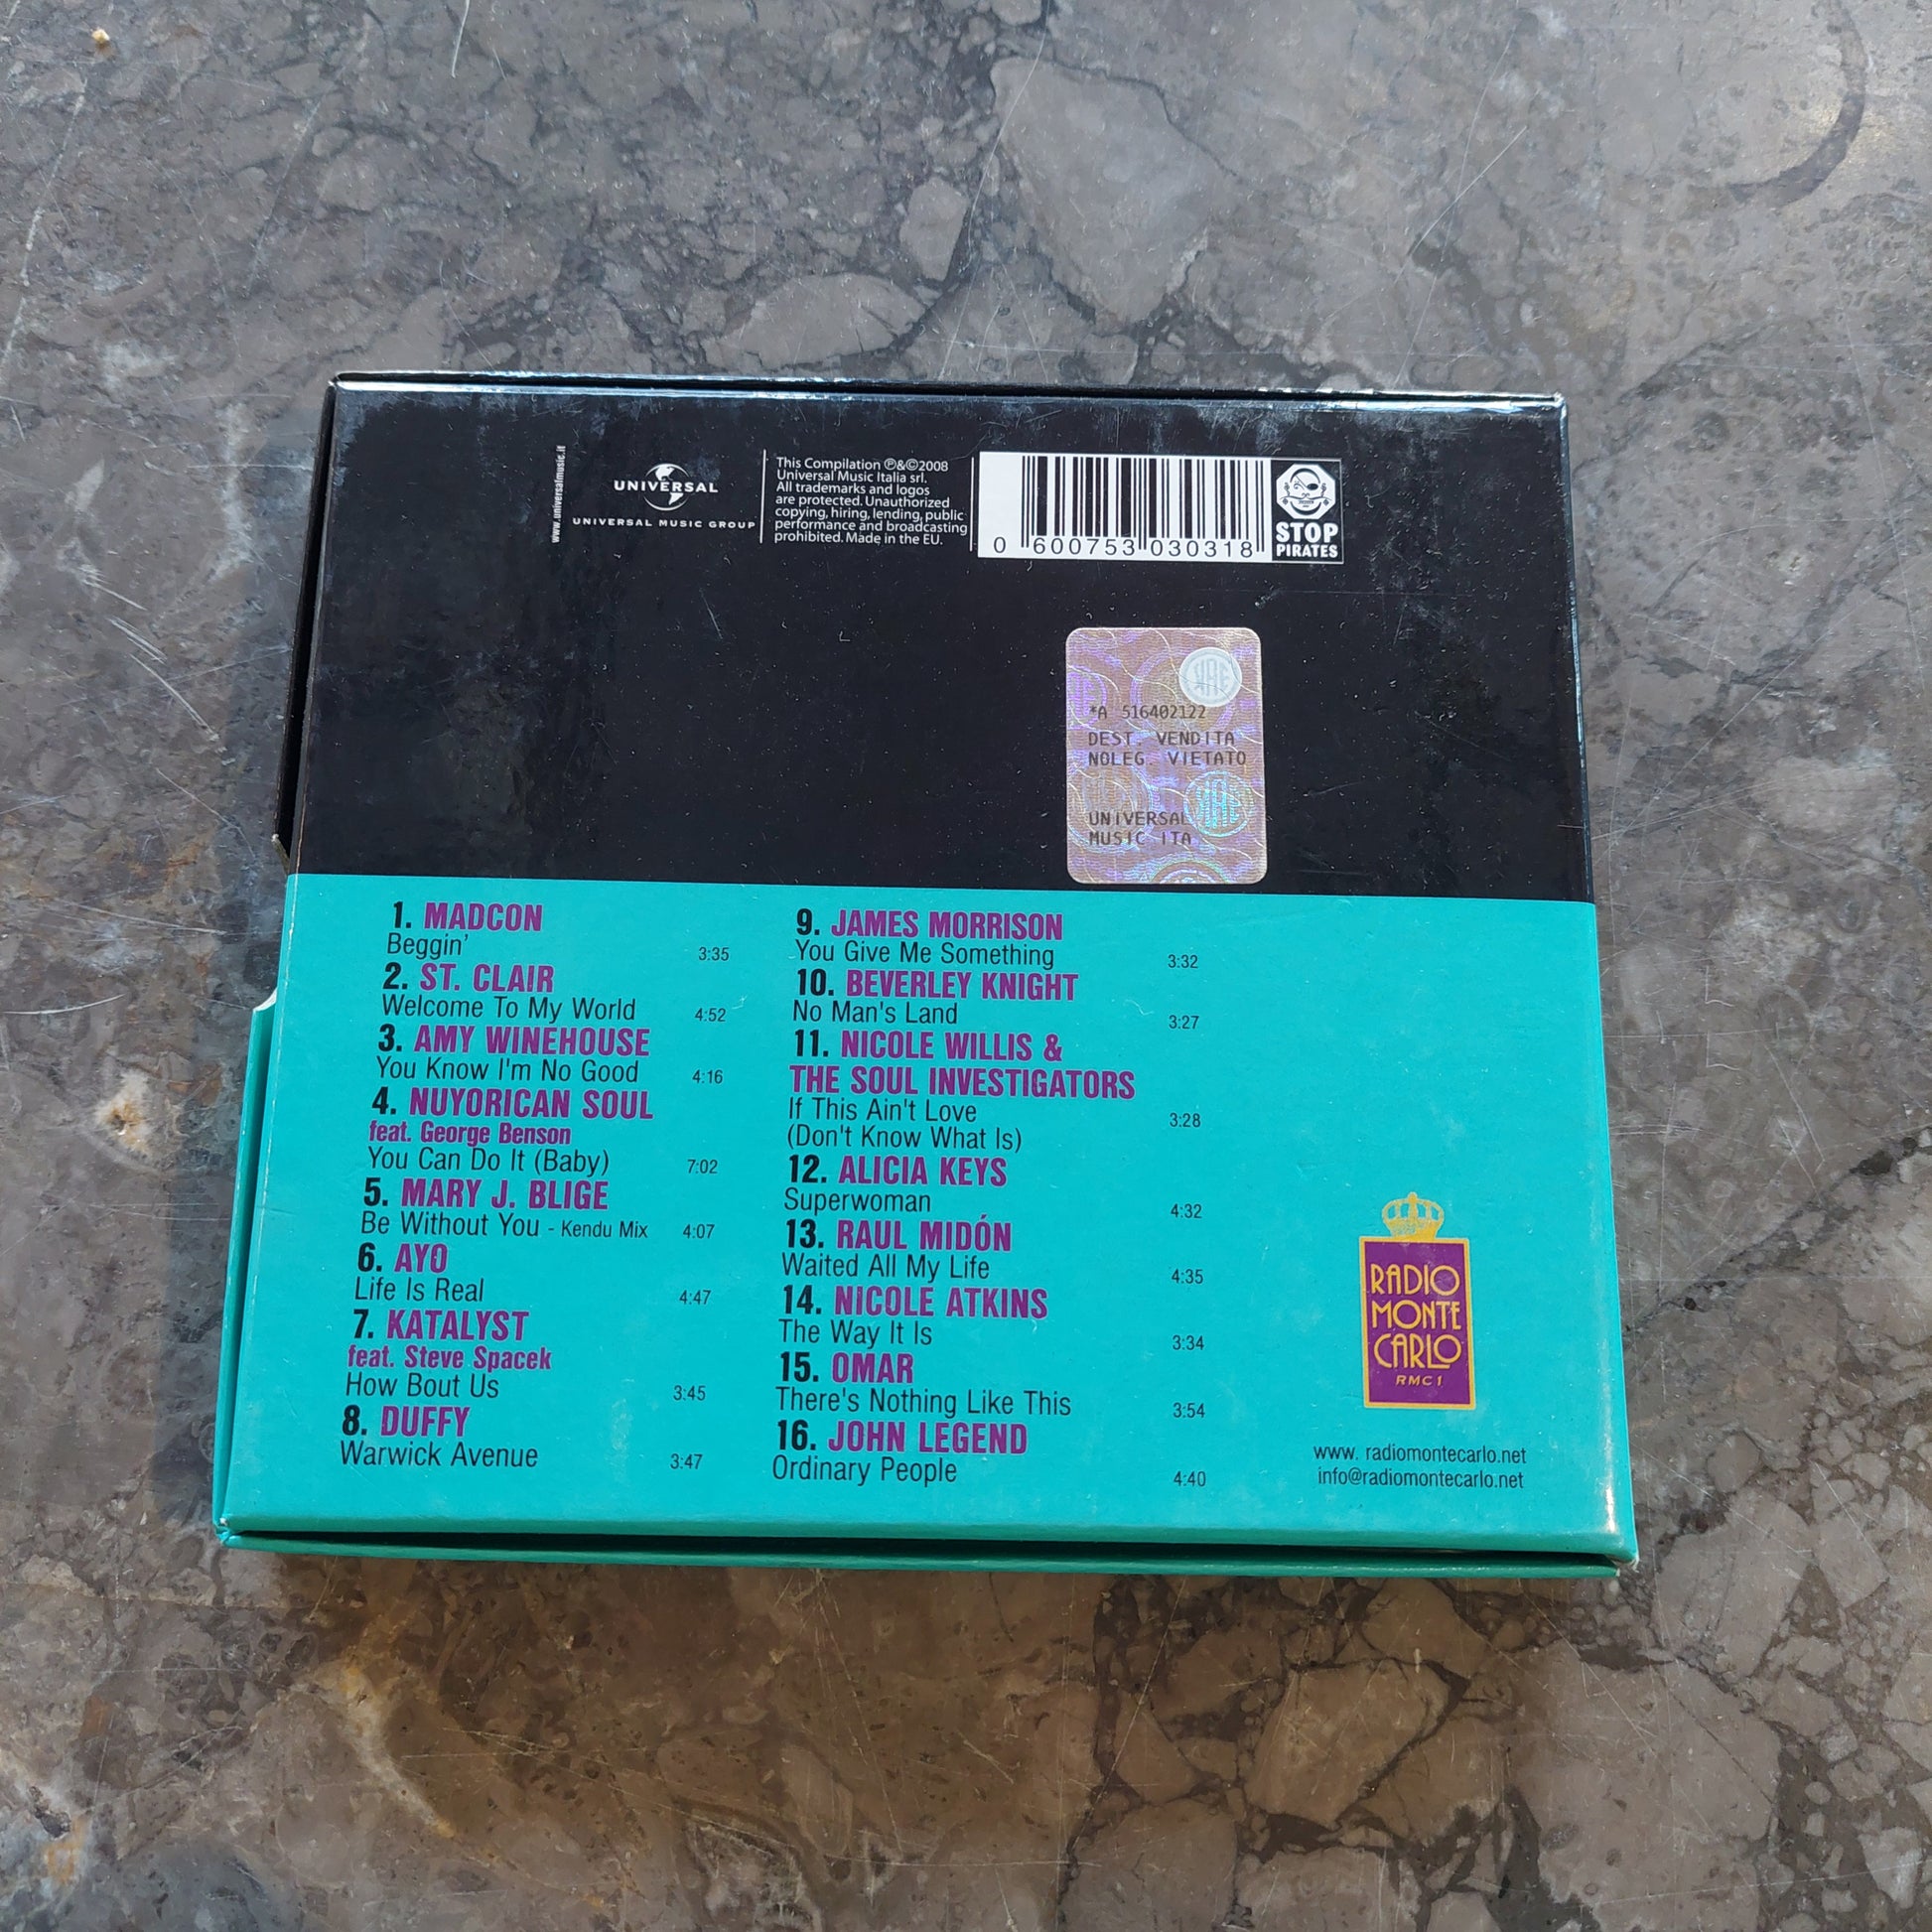 www.universalmusic.it
UNIVERSAL
UNIVERSAL MUSIC GROUP
This Compilation ℗&©2008
Universal Music Italia srl.
All trademarks and logos
are protected. Unauthorized
copying, hiring, lending, public
performance and broadcasting
prohibited. Made in the EU.
0 600753 030318
STOP
PIRATES
*A 516402122
DEST. VENDITA
NOLEG. VIETATO
UNIVERSAL
MUSIC ITA
1. MADCON
Beggin' 3:35
2. ST. CLAIR
Welcome To My World 4:52
3. AMY WINEHOUSE
You Know I'm No Good 4:16
4. NUYORICAN SOUL
feat. George Benson
You Can Do It (Baby) 7:02
5. MARY J. BLIGE
Be Without You - Kendu Mix 4:07
6. AYO
Life Is Real 4:47
7. KATALYST
feat. Steve Spacek
How Bout Us 3:45
8. DUFFY
Warwick Avenue 3:47
9. JAMES MORRISON
You Give Me Something 3:32
10. BEVERLEY KNIGHT
No Man's Land 3:27
11. NICOLE WILLIS &
THE SOUL INVESTIGATORS
If This Ain't Love
(Don't Know What Is) 3:28
12. ALICIA KEYS
Superwoman 4:32
13. RAUL MIDÓN
Waited All My Life 4:35
14. NICOLE ATKINS
The Way It Is 3:34
15. OMAR
There's Nothing Like This 3:54
16. JOHN LEGEND
Ordinary People 4:40
RADIO
MONTE
CARLO
RMC 1
www. radiomontecarlo.net
info@radiomontecarlo.net